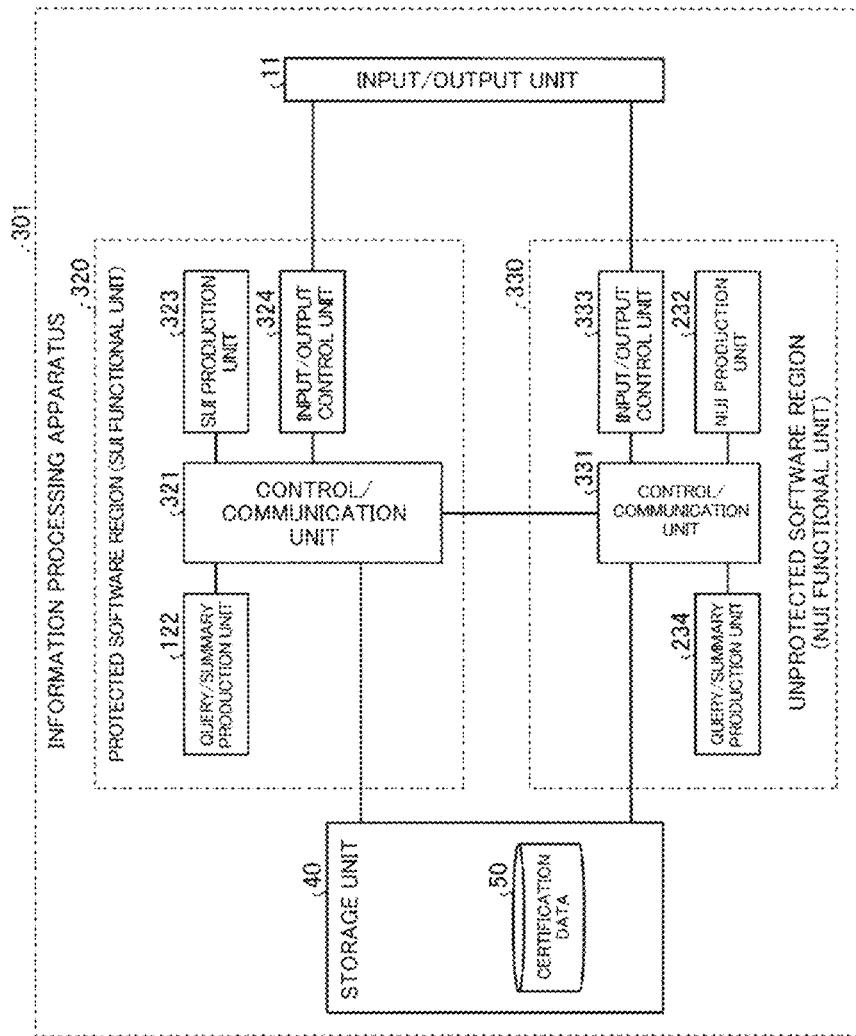 301
INFORMATION PROCESSING APPARATUS
320
PROTECTED SOFTWARE REGION (SUI FUNCTIONAL UNIT)
122
QUERY/SUMMARY
PRODUCTION UNIT
321
CONTROL/
COMMUNICATION
UNIT
323
SUI PRODUCTION
UNIT
324
INPUT/OUTPUT
CONTROL UNIT
11
INPUT/OUTPUT UNIT
40
STORAGE UNIT
50
CERTIFICATION
DATA
330
331
CONTROL/
COMMUNICATION
UNIT
333
INPUT/OUTPUT
CONTROL UNIT
232
NUI PRODUCTION
UNIT
234
QUERY/SUMMARY
PRODUCTION UNIT
UNPROTECTED SOFTWARE REGION
(NUI FUNCTIONAL UNIT)